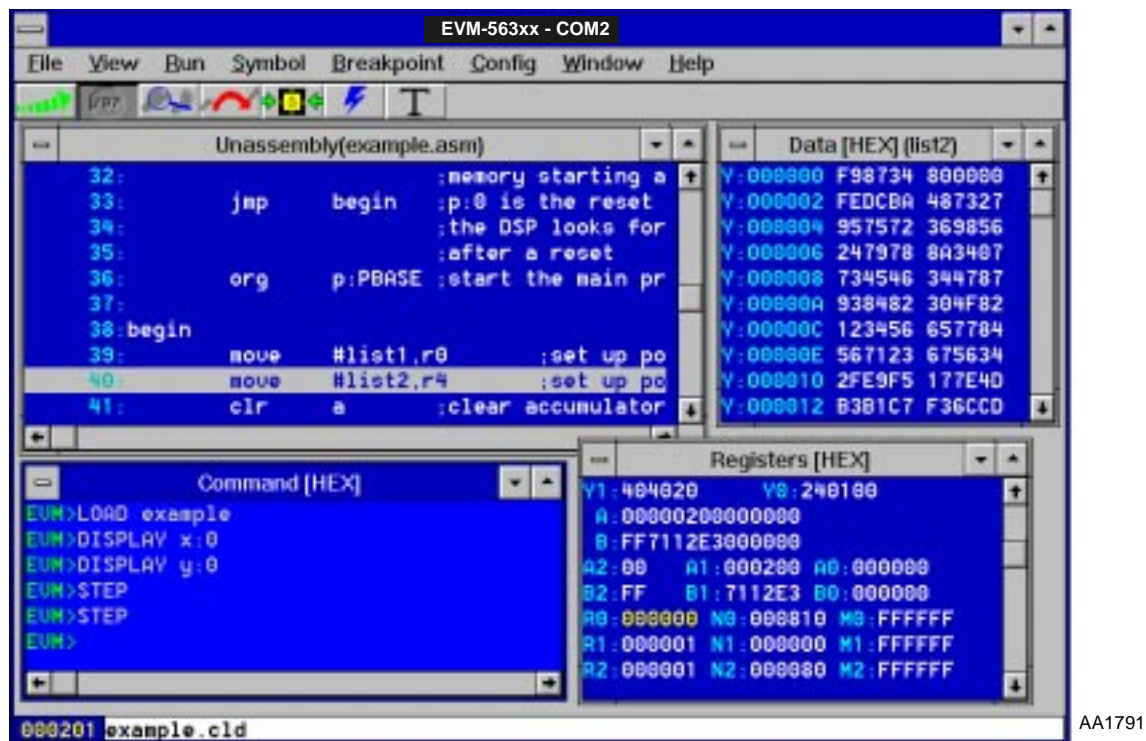 EVM-563xx - COM2
File View Run Symbol Breakpoint Config Window Help
T
Unassembly(example.asm)
32: ;memory starting a
33: jmp begin ;p:0 is the reset
34: ;the DSP looks for
35: ;after a reset
36: org p:PBASE ;start the main pr
37:
38:begin
39: move #list1,r0 ;set up po
40: move #list2,r4 ;set up po
41: clr a ;clear accumulator
Data [HEX] (list2)
Y:000000 F98734 800000
Y:000002 FEDCBA 487327
Y:000004 957572 369856
Y:000006 247978 8A3407
Y:000008 734546 344787
Y:00000A 938482 304F82
Y:00000C 123456 657784
Y:00000E 567123 675634
Y:000010 2FE9F5 177E4D
Y:000012 B3B1C7 F36CCD
Command [HEX]
EVM>LOAD example
EVM>DISPLAY x:0
EVM>DISPLAY y:0
EVM>STEP
EVM>STEP
EVM>
Registers [HEX]
Y1:404020 Y0:240100
A:00000200000000
B:FF7112E3000000
A2:00 A1:000200 A0:000000
B2:FF B1:7112E3 B0:000000
R0:000000 N0:000810 M0:FFFFFF
R1:000001 N1:000000 M1:FFFFFF
R2:000001 N2:000080 M2:FFFFFF
000201 example.cld
AA1791